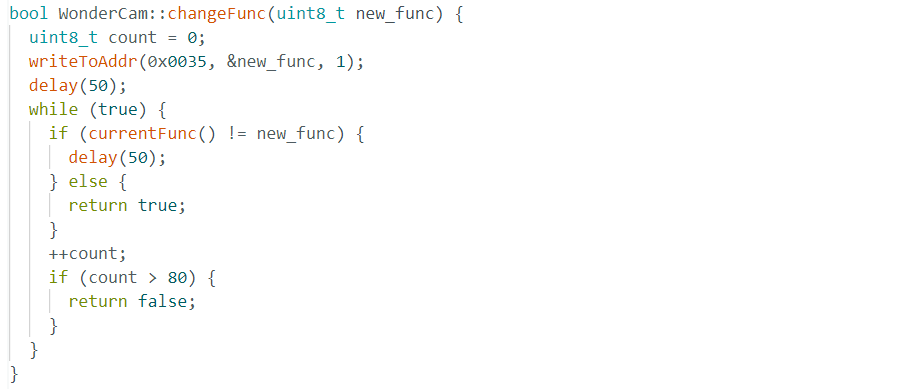 bool WonderCam::changeFunc(uint8_t new_func) {
  uint8_t count = 0;
  writeToAddr(0x0035, &new_func, 1);
  delay(50);
  while (true) {
    if (currentFunc() != new_func) {
      delay(50);
    } else {
      return true;
    }
    ++count;
    if (count > 80) {
      return false;
    }
  }
}